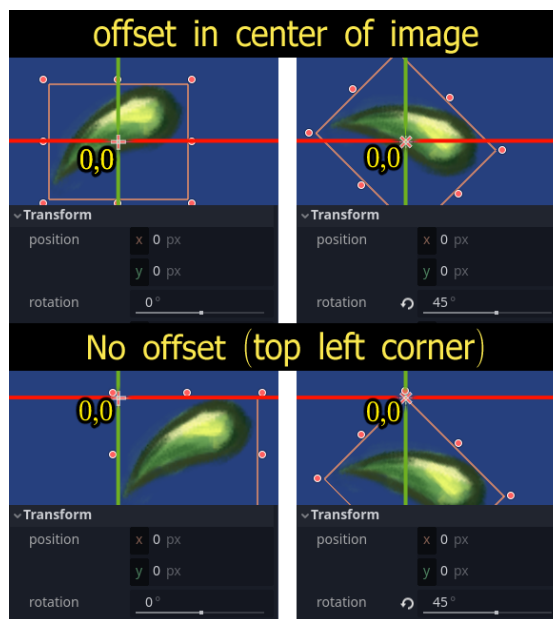 offset in center of image
0,0
0,0
Transform
position x 0 px
y 0 px
rotation 0°
Transform
position x 0 px
y 0 px
rotation 45°
No offset (top left corner)
0,0
0,0
Transform
position x 0 px
y 0 px
rotation 0°
Transform
position x 0 px
y 0 px
rotation 45°